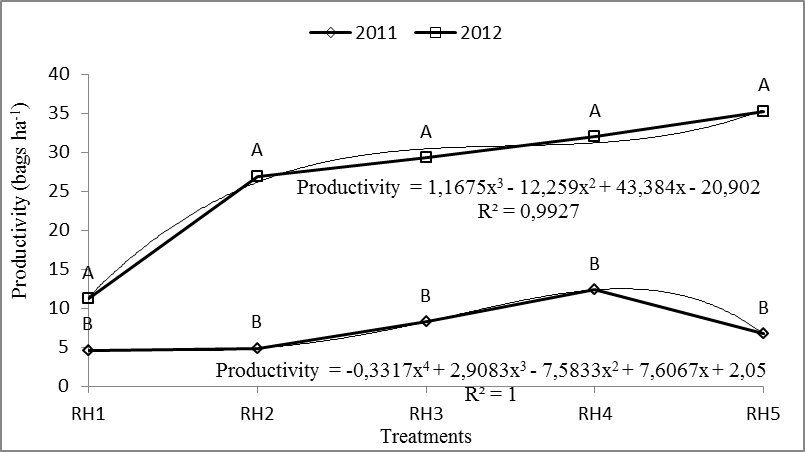 2011 2012
Productivity (bags ha-1)
40
35
30
25
20
15
10
5
0
A
A
A
A
A
Productivity = 1,1675x³ - 12,259x² + 43,384x - 20,902
R² = 0,9927
B
B
B
B
B
Productivity = -0,3317x⁴ + 2,9083x³ - 7,5833x² + 7,6067x + 2,05
R² = 1
RH1 RH2 RH3 RH4 RH5
Treatments